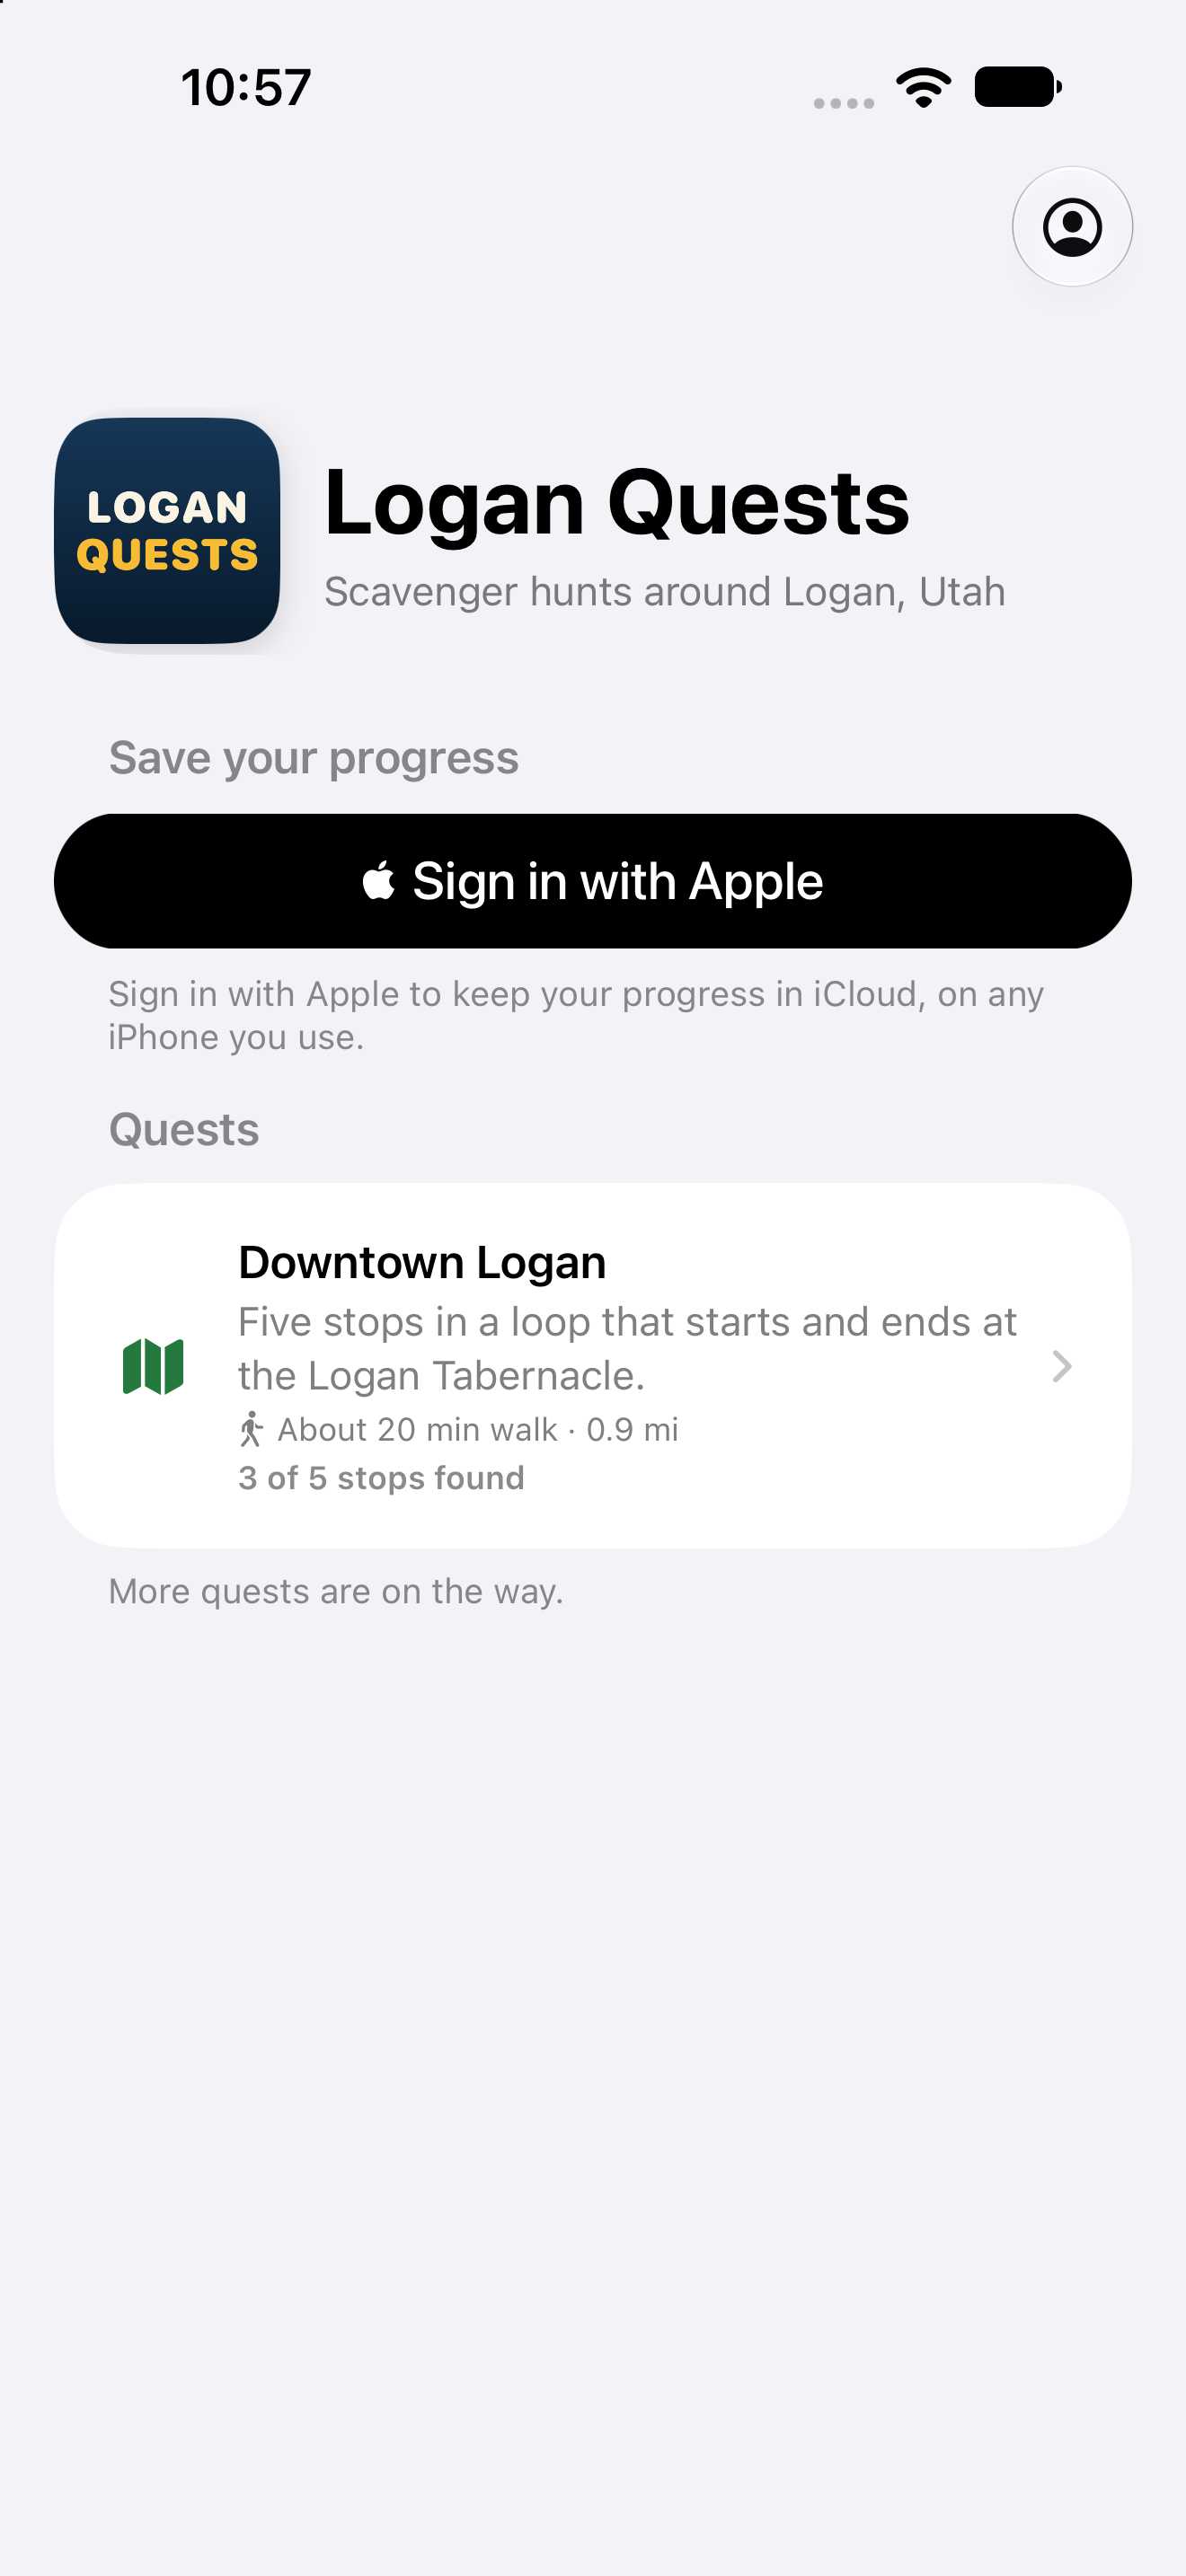 10:57
LOGAN
QUESTS
Logan Quests
Scavenger hunts around Logan, Utah
Save your progress
Sign in with Apple
Sign in with Apple to keep your progress in iCloud, on any
iPhone you use.
Quests
Downtown Logan
Five stops in a loop that starts and ends at
the Logan Tabernacle.
About 20 min walk · 0.9 mi
3 of 5 stops found
More quests are on the way.